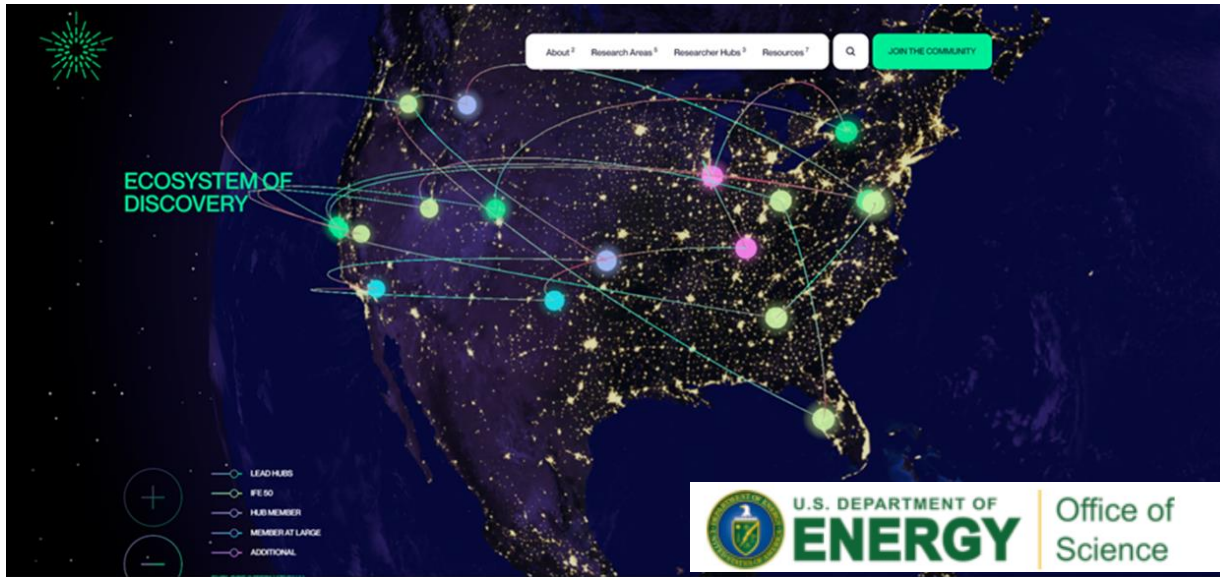 About 2 Research Areas 5 Researcher Hubs 3 Resources 7
JOIN THE COMMUNITY
ECOSYSTEM OF
DISCOVERY
LEAD HUBS
IFE 50
HUB MEMBER
MEMBER AT LARGE
ADDITIONAL
U.S. DEPARTMENT OF
ENERGY
Office of
Science